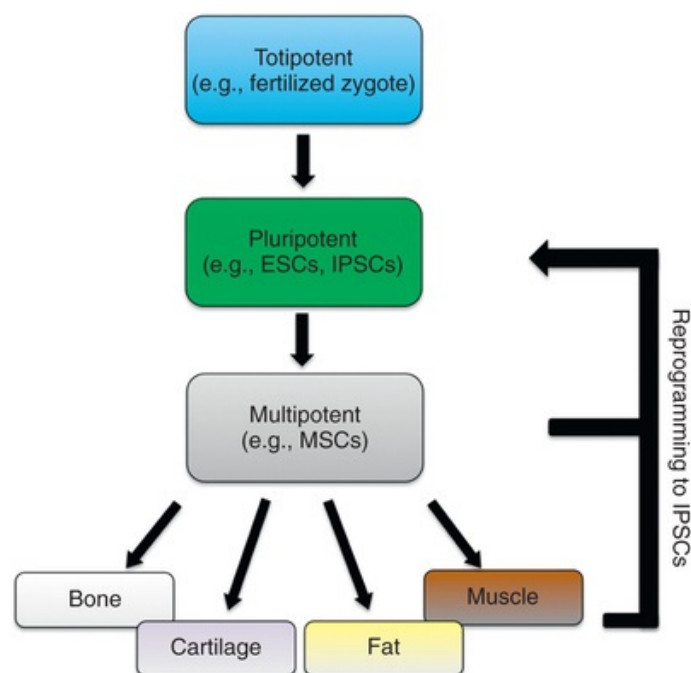 Totipotent
(e.g., fertilized zygote)
Pluripotent
(e.g., ESCs, IPSCs)
Multipotent
(e.g., MSCs)
Bone
Cartilage
Fat
Muscle
Reprogramming to IPSCs